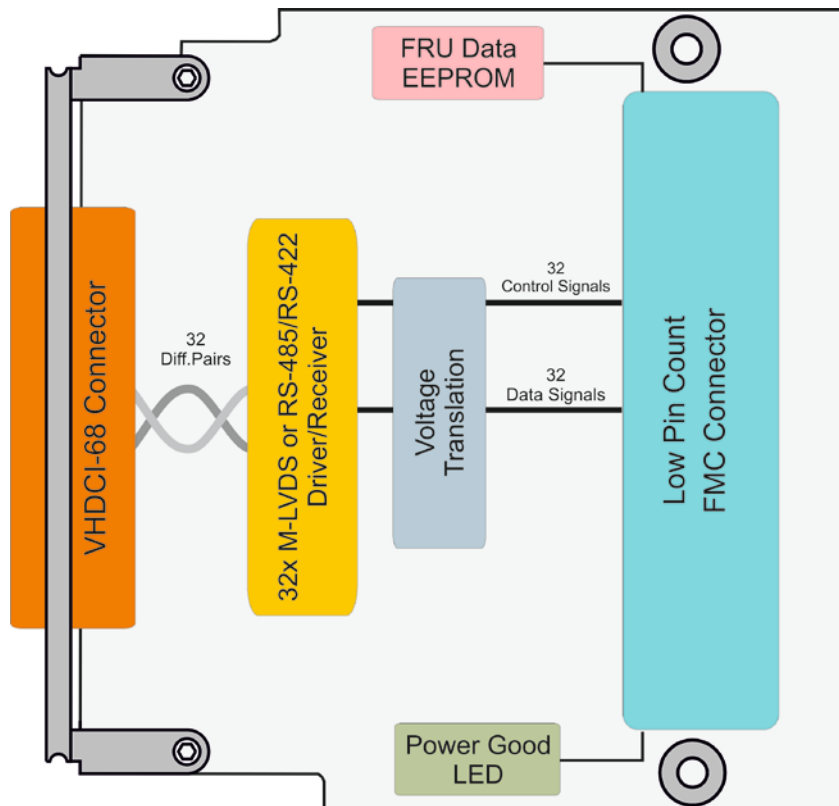 FRU Data
EEPROM
VHDCI-68 Connector
32
Diff.Pairs
32x M-LVDS or RS-485/RS-422
Driver/Receiver
Voltage
Translation
32
Control Signals
32
Data Signals
Low Pin Count
FMC Connector
Power Good
LED